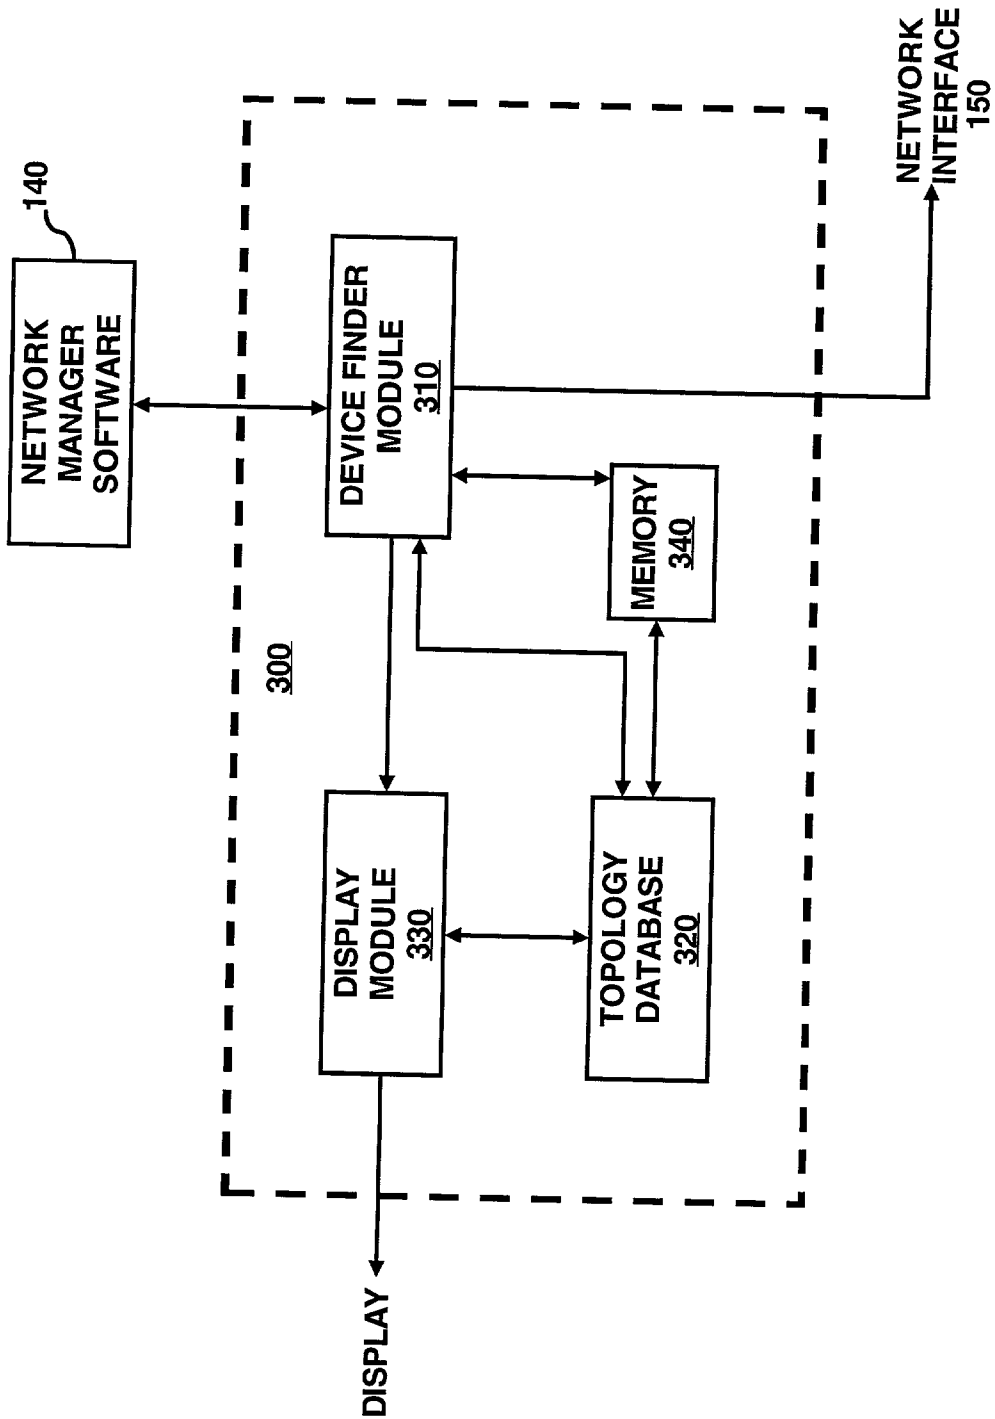 NETWORK
MANAGER
SOFTWARE
140
300
DISPLAY
DISPLAY
MODULE
330
DEVICE FINDER
MODULE
310
TOPOLOGY
DATABASE
320
MEMORY
340
NETWORK
INTERFACE
150